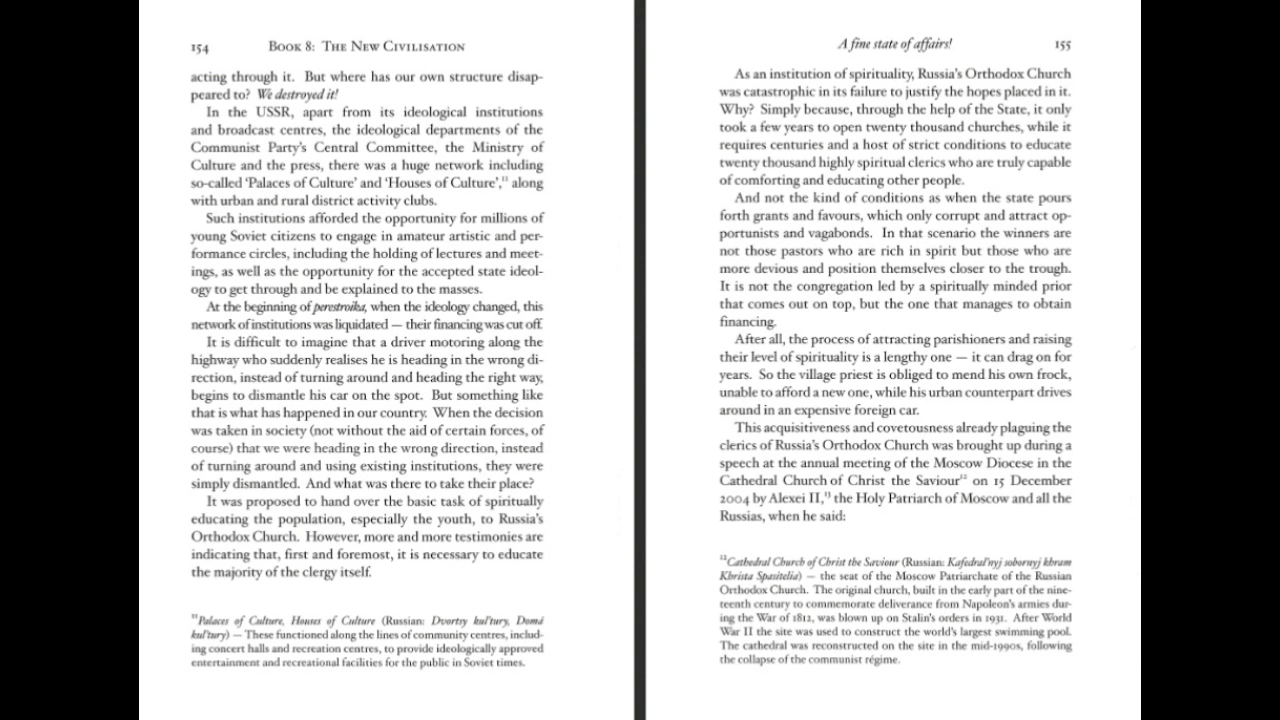 154 Book 8: The New Civilisation
acting through it. But where has our own structure disap-
peared to? We destroyed it!
In the USSR, apart from its ideological institutions
and broadcast centres, the ideological departments of the
Communist Party's Central Committee, the Ministry of
Culture and the press, there was a huge network including
so-called ‘Palaces of Culture’ and ‘Houses of Culture’,¹¹ along
with urban and rural district activity clubs.
Such institutions afforded the opportunity for millions of
young Soviet citizens to engage in amateur artistic and per-
formance circles, including the holding of lectures and meet-
ings, as well as the opportunity for the accepted state ideol-
ogy to get through and be explained to the masses.
At the beginning of perestroika, when the ideology changed, this
network of institutions was liquidated — their financing was cut off.
It is difficult to imagine that a driver motoring along the
highway who suddenly realises he is heading in the wrong di-
rection, instead of turning around and heading the right way,
begins to dismantle his car on the spot. But something like
that is what has happened in our country. When the decision
was taken in society (not without the aid of certain forces, of
course) that we were heading in the wrong direction, instead
of turning around and using existing institutions, they were
simply dismantled. And what was there to take their place?
It was proposed to hand over the basic task of spiritually
educating the population, especially the youth, to Russia's
Orthodox Church. However, more and more testimonies are
indicating that, first and foremost, it is necessary to educate
the majority of the clergy itself.
¹¹Palaces of Culture, Houses of Culture (Russian: Dvortsy kul'tury, Domá
kul'tury) — These functioned along the lines of community centres, includ-
ing concert halls and recreation centres, to provide ideologically approved
entertainment and recreational facilities for the public in Soviet times.
A fine state of affairs! 155
As an institution of spirituality, Russia's Orthodox Church
was catastrophic in its failure to justify the hopes placed in it.
Why? Simply because, through the help of the State, it only
took a few years to open twenty thousand churches, while it
requires centuries and a host of strict conditions to educate
twenty thousand highly spiritual clerics who are truly capable
of comforting and educating other people.
And not the kind of conditions as when the state pours
forth grants and favours, which only corrupt and attract op-
portunists and vagabonds. In that scenario the winners are
not those pastors who are rich in spirit but those who are
more devious and position themselves closer to the trough.
It is not the congregation led by a spiritually minded prior
that comes out on top, but the one that manages to obtain
financing.
After all, the process of attracting parishioners and raising
their level of spirituality is a lengthy one — it can drag on for
years. So the village priest is obliged to mend his own frock,
unable to afford a new one, while his urban counterpart drives
around in an expensive foreign car.
This acquisitiveness and covetousness already plaguing the
clerics of Russia's Orthodox Church was brought up during a
speech at the annual meeting of the Moscow Diocese in the
Cathedral Church of Christ the Saviour¹² on 15 December
2004 by Alexei II,¹³ the Holy Patriarch of Moscow and all the
Russias, when he said:
¹²Cathedral Church of Christ the Saviour (Russian: Kafedral'nyj sobornyj khram
Khrista Spasitelia) — the seat of the Moscow Patriarchate of the Russian
Orthodox Church. The original church, built in the early part of the nine-
teenth century to commemorate deliverance from Napoleon's armies dur-
ing the War of 1812, was blown up on Stalin's orders in 1931. After World
War II the site was used to construct the world's largest swimming pool.
The cathedral was reconstructed on the site in the mid-1990s, following
the collapse of the communist régime.